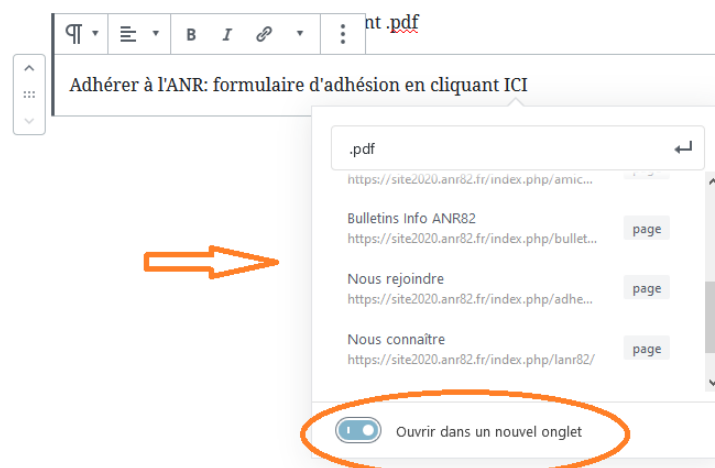 nt .pdf
B I
Adhérer à l'ANR: formulaire d'adhésion en cliquant ICI
.pdf
https://site2020.anr82.fr/index.php/amic...
Bulletins Info ANR82
page
https://site2020.anr82.fr/index.php/bullet...
Nous rejoindre
page
https://site2020.anr82.fr/index.php/adhe...
Nous connaître
page
https://site2020.anr82.fr/index.php/lanr82/
Ouvrir dans un nouvel onglet